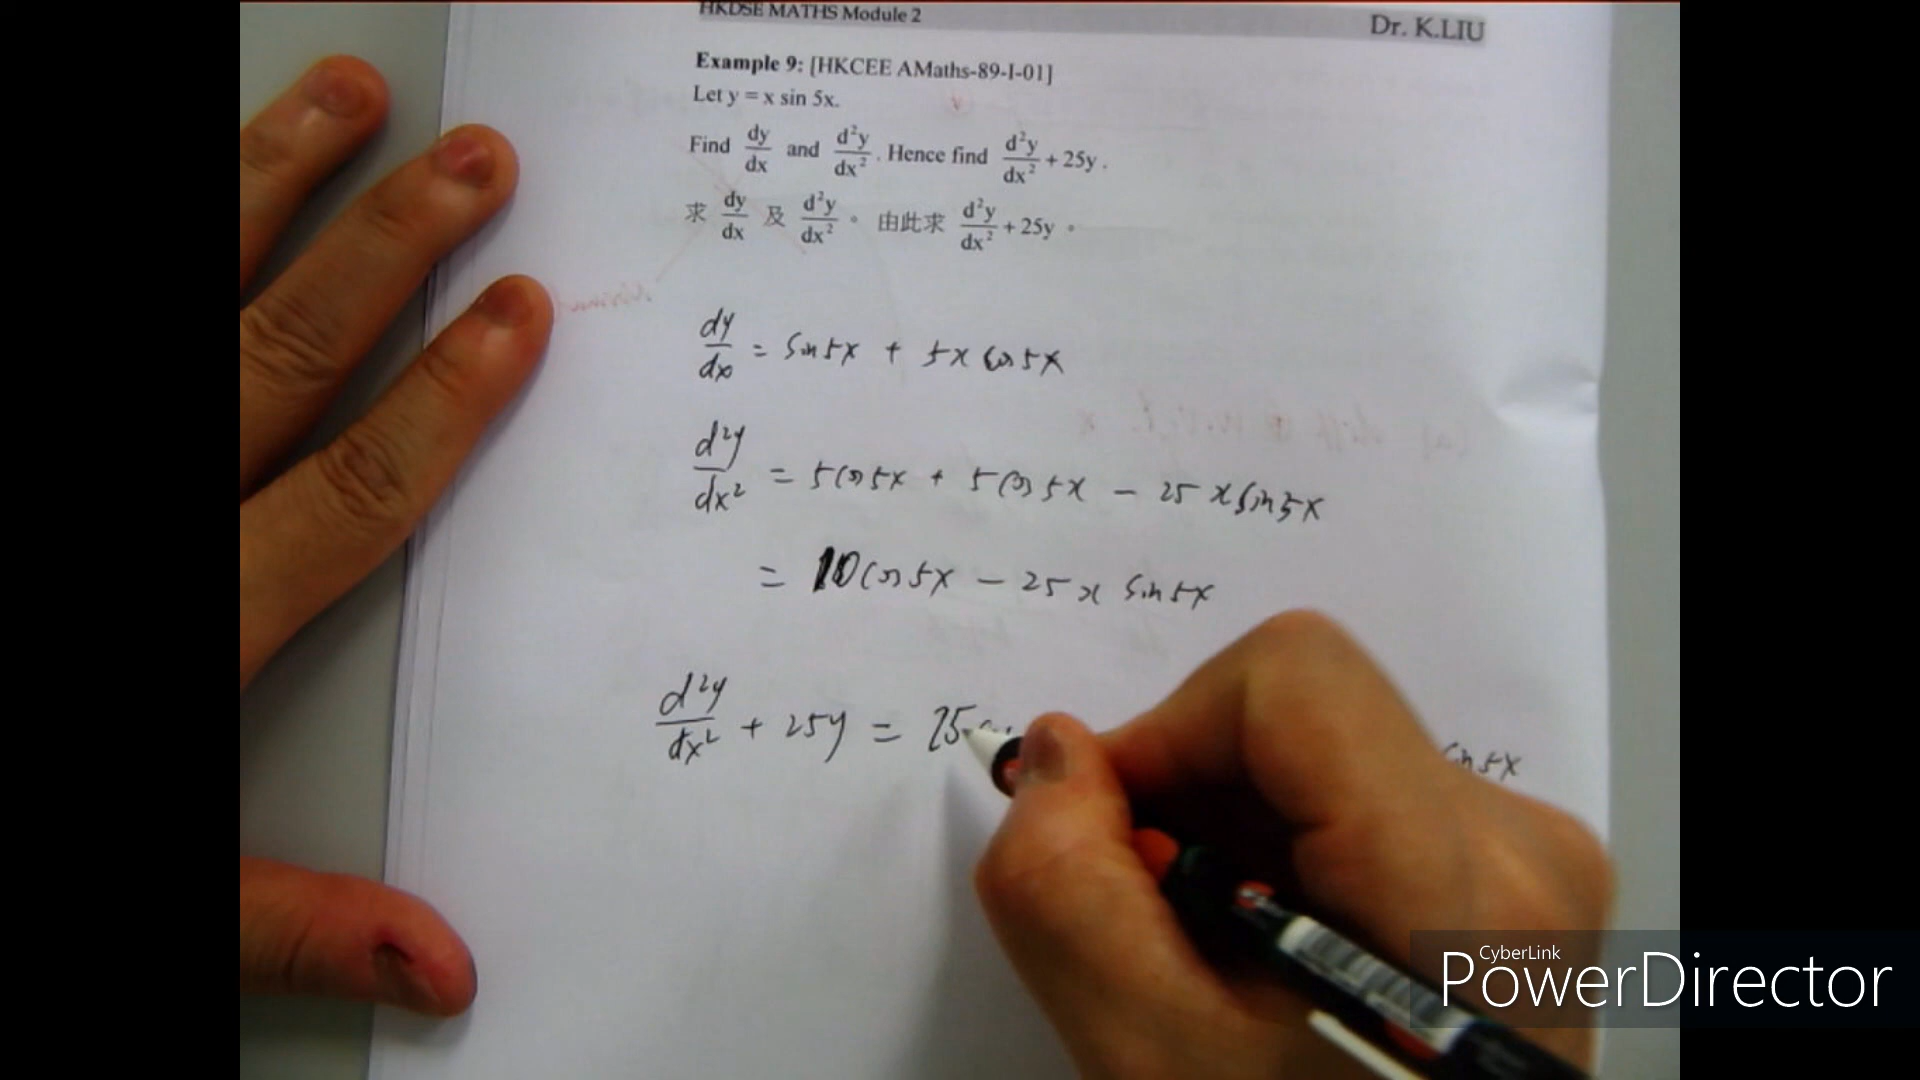 HKDSE MATHS Module 2
Dr. K.LIU
Example 9: [HKCEE AMaths-89-I-01]
Let y = x sin 5x.
Find dy/dx and d²y/dx². Hence find d²y/dx² + 25y.
求 dy/dx 及 d²y/dx²。由此求 d²y/dx² + 25y。
dy/dx = sin5x + 5x cos5x
d²y/dx² = 5cos5x + 5cos5x - 25xsin5x
= 10cos5x - 25x sin5x
d²y/dx² + 25y =
sin5x
CyberLink
PowerDirector